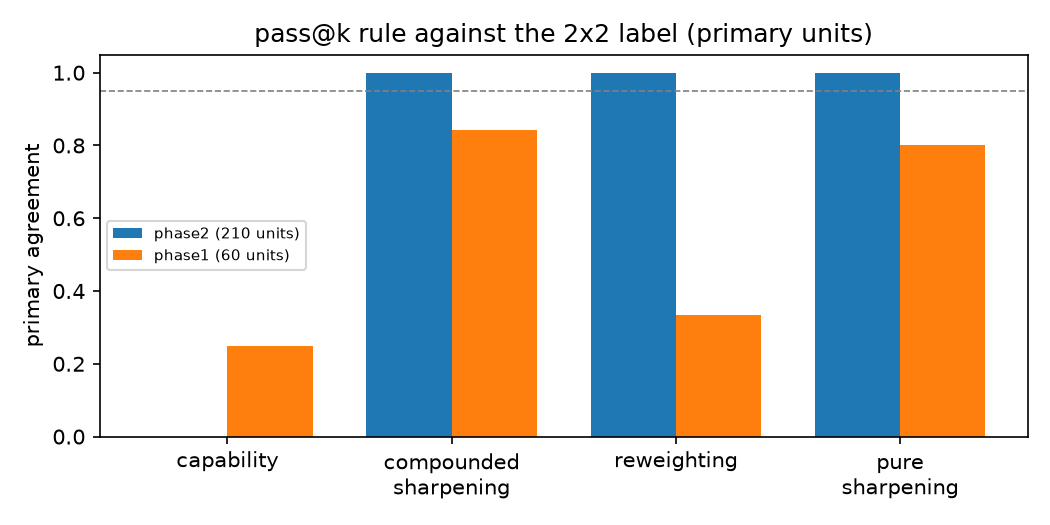 pass@k rule against the 2x2 label (primary units)
primary agreement
1.0
0.8
0.6
0.4
0.2
0.0
phase2 (210 units)
phase1 (60 units)
capability
compounded
sharpening
reweighting
pure
sharpening